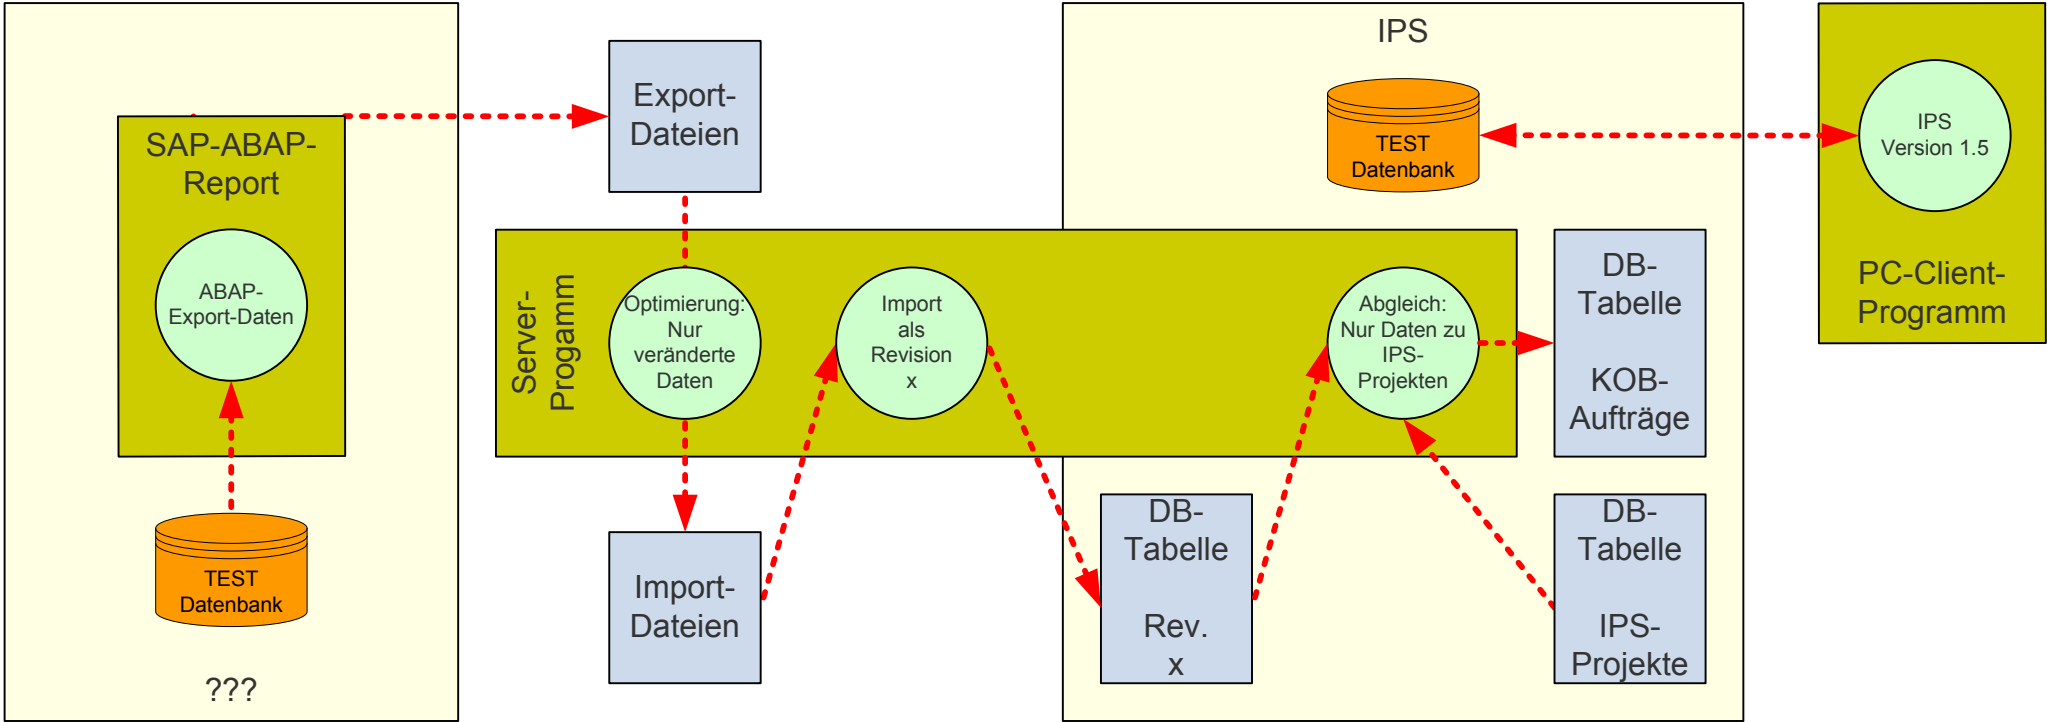 SAP-ABAP-
Report
ABAP-
Export-Daten
TEST
Datenbank
???
Export-
Dateien
Server-
Progamm
Optimierung:
Nur
veränderte
Daten
Import
als
Revision
x
Import-
Dateien
IPS
TEST
Datenbank
Abgleich:
Nur Daten zu
IPS-
Projekten
DB-
Tabelle
KOB-
Aufträge
DB-
Tabelle
Rev.
x
DB-
Tabelle
IPS-
Projekte
IPS
Version 1.5
PC-Client-
Programm